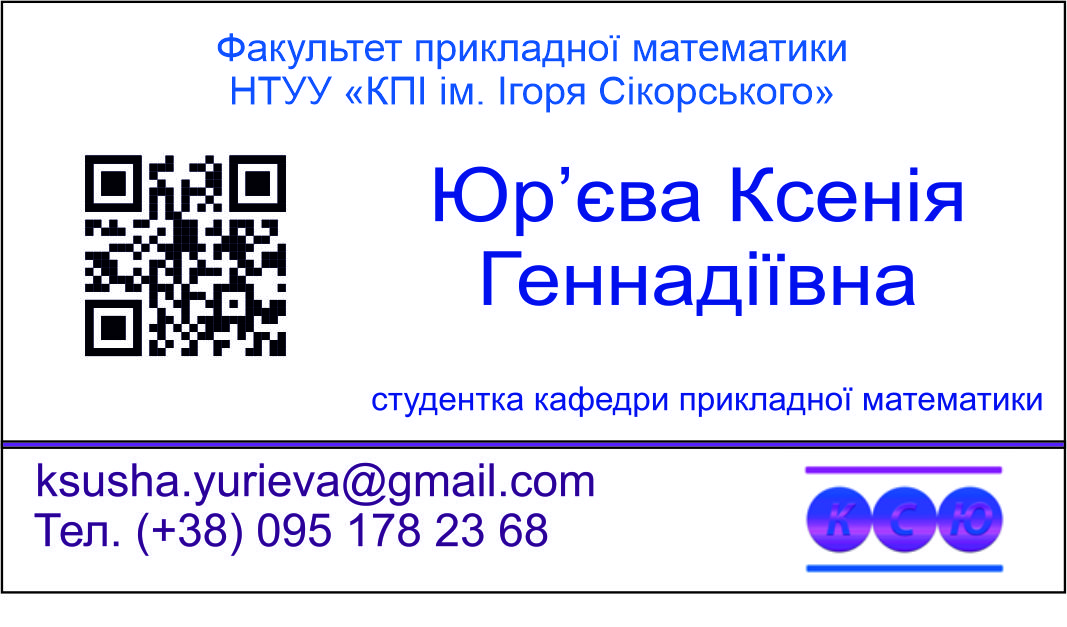 Факультет прикладної математики
НТУУ «КПІ ім. Ігоря Сікорського»
Юр’єва Ксенія
Геннадіївна
студентка кафедри прикладної математики
ksusha.yurieva@gmail.com
Тел. (+38) 095 178 23 68
КСЮ